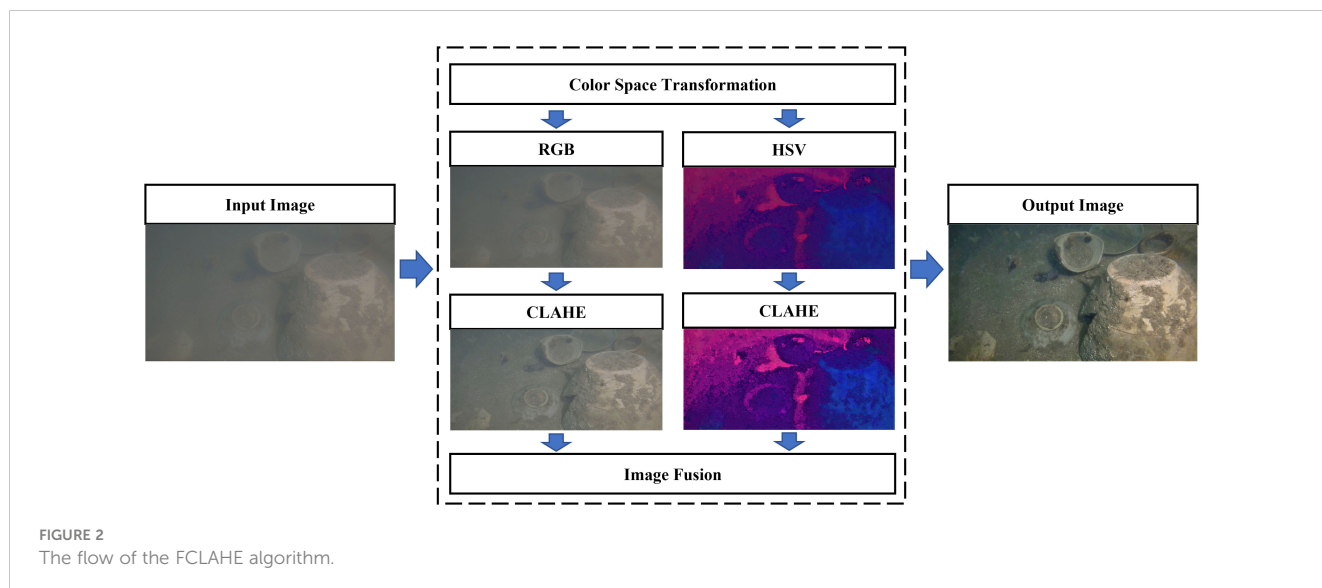 Color Space Transformation
RGB
HSV
Input Image
Output Image
CLAHE
CLAHE
Image Fusion
FIGURE 2
The flow of the FCLAHE algorithm.